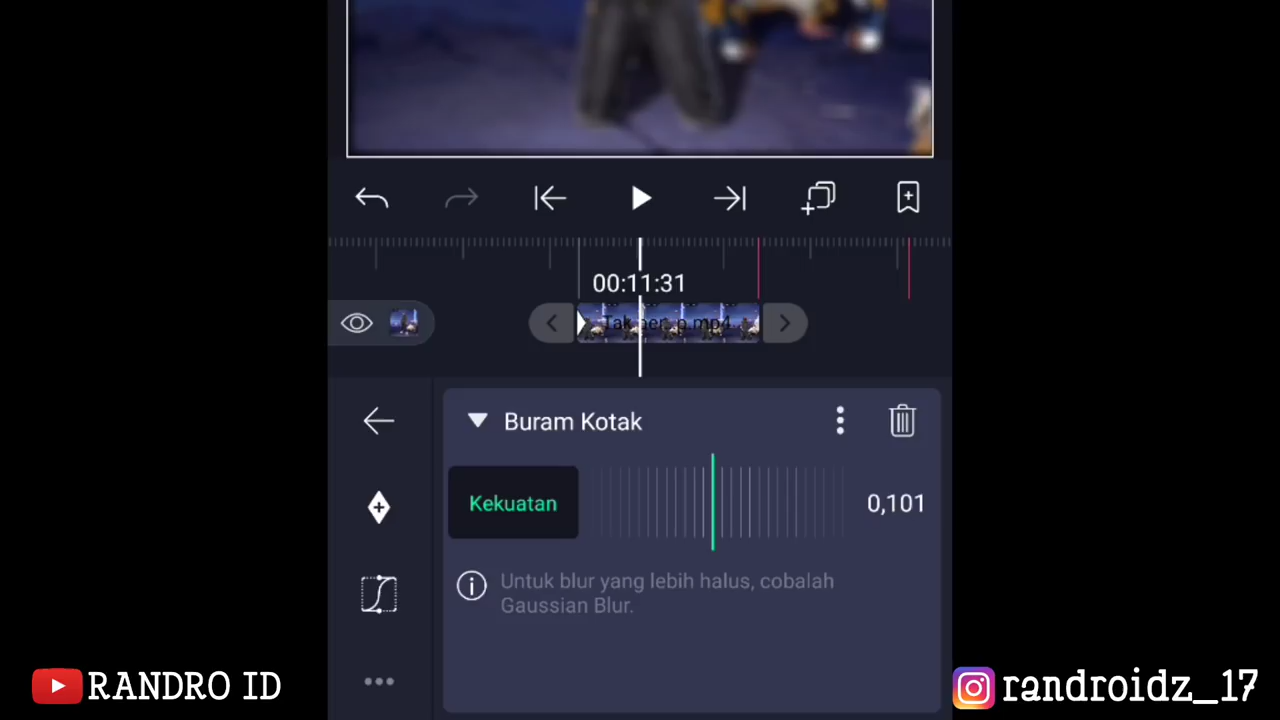 00:11:31
Buram Kotak
Kekuatan
0,101
Untuk blur yang lebih halus, cobalah
Gaussian Blur.
RANDRO ID
randroidz_17